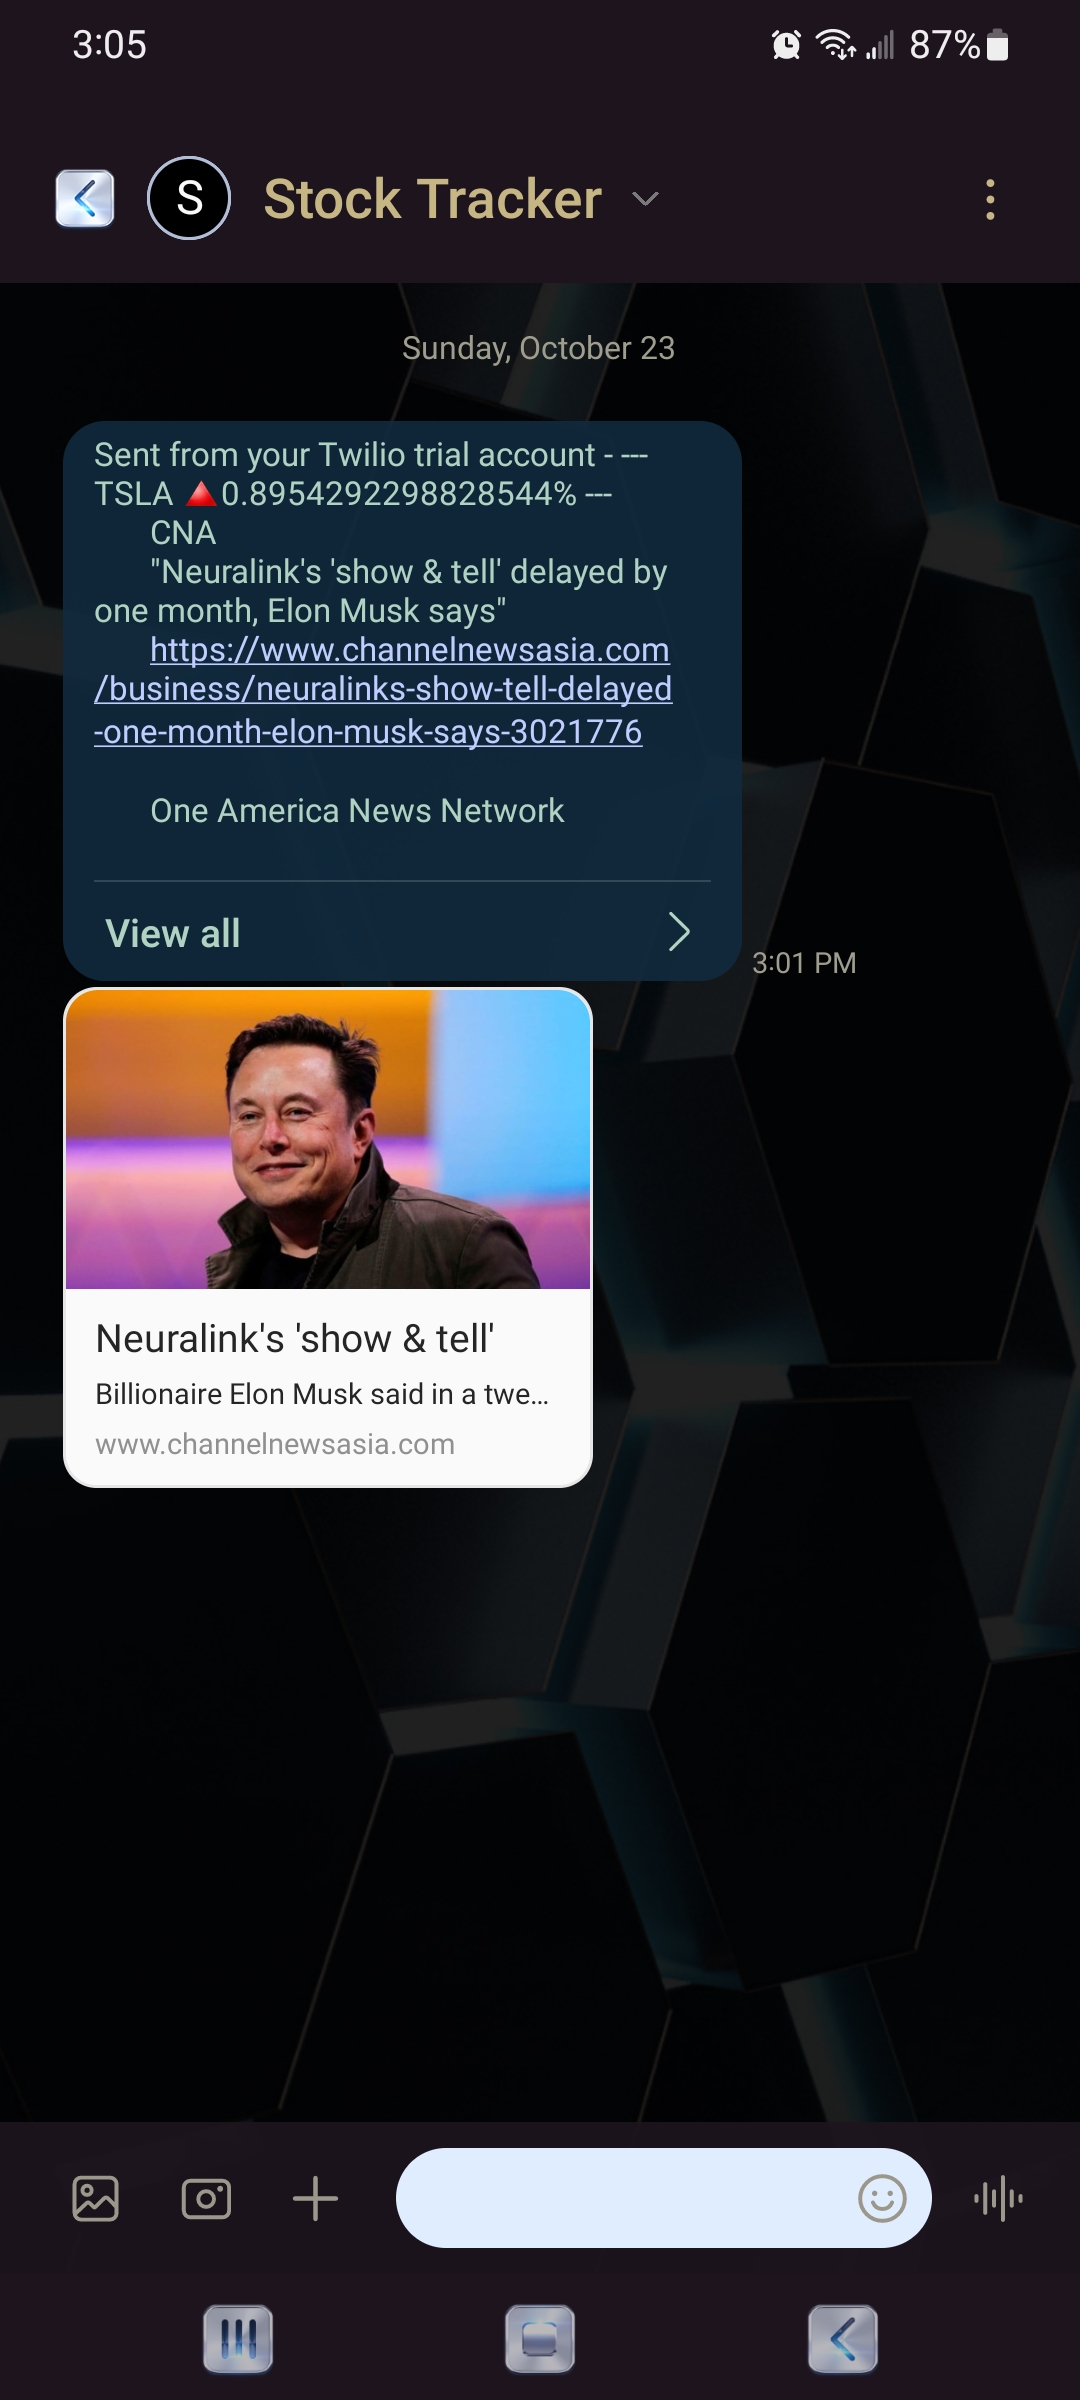 3:05
87%
S
Stock Tracker
Sunday, October 23
Sent from your Twilio trial account - ---
TSLA 🔺0.8954292298828544% ---
CNA
"Neuralink's 'show & tell' delayed by
one month, Elon Musk says"
https://www.channelnewsasia.com
/business/neuralinks-show-tell-delayed
-one-month-elon-musk-says-3021776
One America News Network
View all
3:01 PM
Neuralink's 'show & tell'
Billionaire Elon Musk said in a twe...
www.channelnewsasia.com